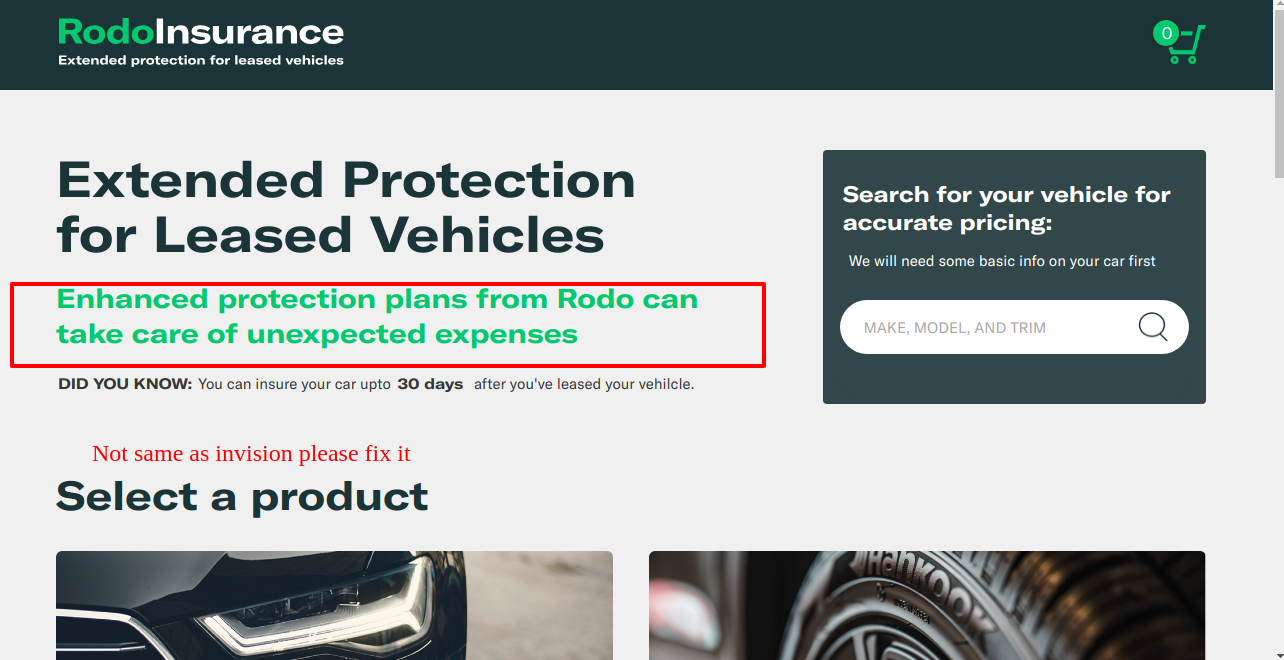 RodoInsurance
Extended protection for leased vehicles
0
Extended Protection
for Leased Vehicles
Enhanced protection plans from Rodo can
take care of unexpected expenses
DID YOU KNOW: You can insure your car upto 30 days after you've leased your vehilcle.
Search for your vehicle for
accurate pricing:
We will need some basic info on your car first
MAKE, MODEL, AND TRIM
Not same as invision please fix it
Select a product
Hankook